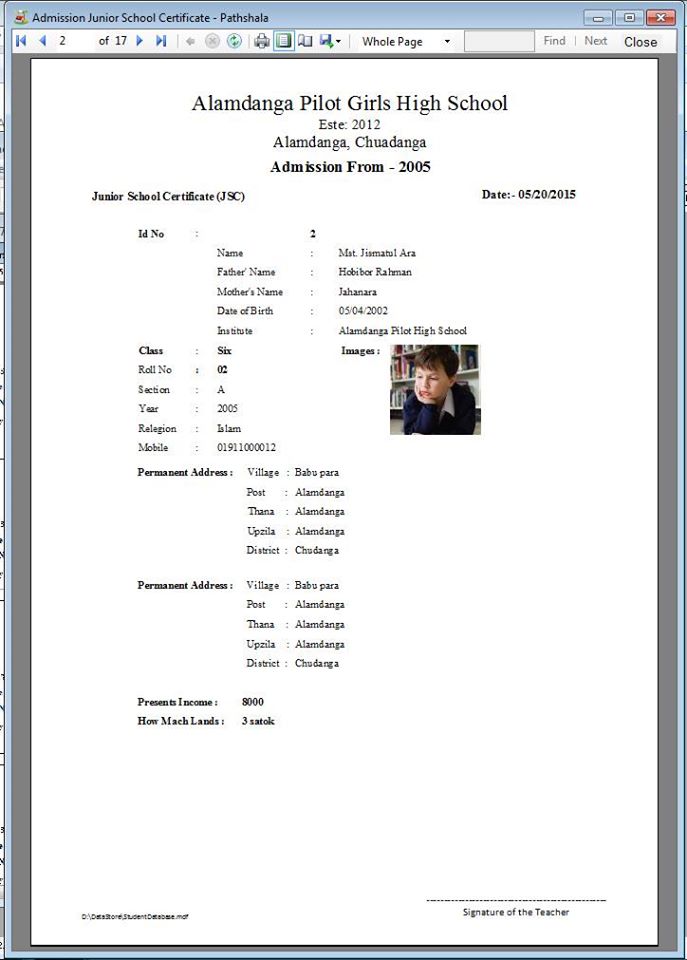 Admission Junior School Certificate - Pathshala
2 of 17 Whole Page Find | Next Close
Alamdanga Pilot Girls High School
Este: 2012
Alamdanga, Chuadanga
Admission From - 2005
Junior School Certificate (JSC) Date:- 05/20/2015
Id No : 2
Name : Mst. Jismatul Ara
Father' Name : Hobibor Rahman
Mother's Name : Jahanara
Date of Birth : 05/04/2002
Institute : Alamdanga Pilot High School
Class : Six Images :
Roll No : 02
Section : A
Year : 2005
Relegion : Islam
Mobile : 01911000012
Permanent Address : Village : Babu para
Post : Alamdanga
Thana : Alamdanga
Upzila : Alamdanga
District : Chudanga
Permanent Address : Village : Babu para
Post : Alamdanga
Thana : Alamdanga
Upzila : Alamdanga
District : Chudanga
Presents Income : 8000
How Mach Lands : 3 satok
Signature of the Teacher
D:\DataStore\StudentDatabase.mdf